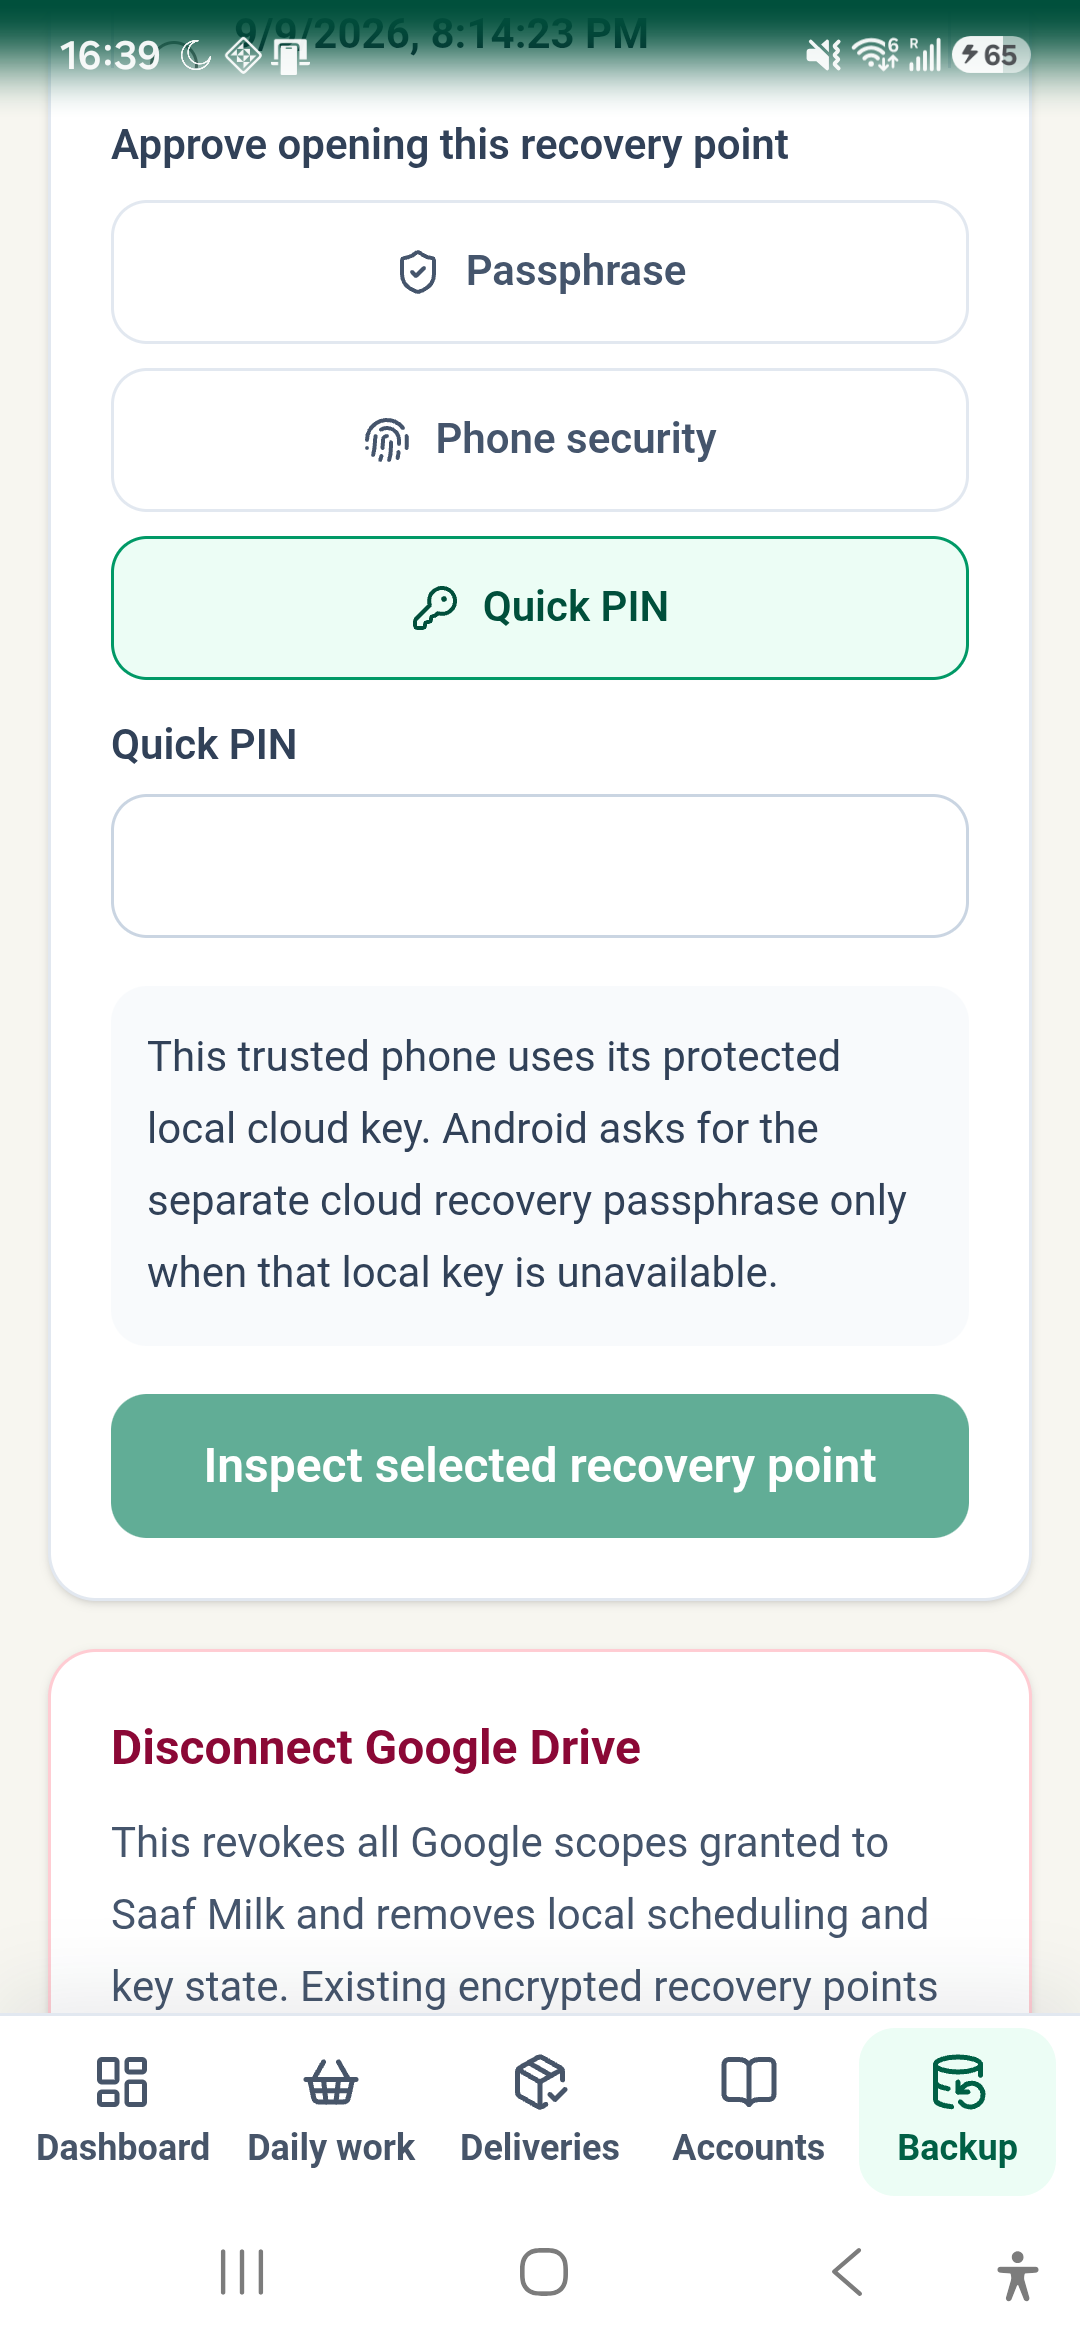 9/9/2026, 8:14:23 PM
16:39
6
R
65
Approve opening this recovery point
Passphrase
Phone security
Quick PIN
Quick PIN
This trusted phone uses its protected
local cloud key. Android asks for the
separate cloud recovery passphrase only
when that local key is unavailable.
Inspect selected recovery point
Disconnect Google Drive
This revokes all Google scopes granted to
Saaf Milk and removes local scheduling and
key state. Existing encrypted recovery points
Dashboard
Daily work
Deliveries
Accounts
Backup